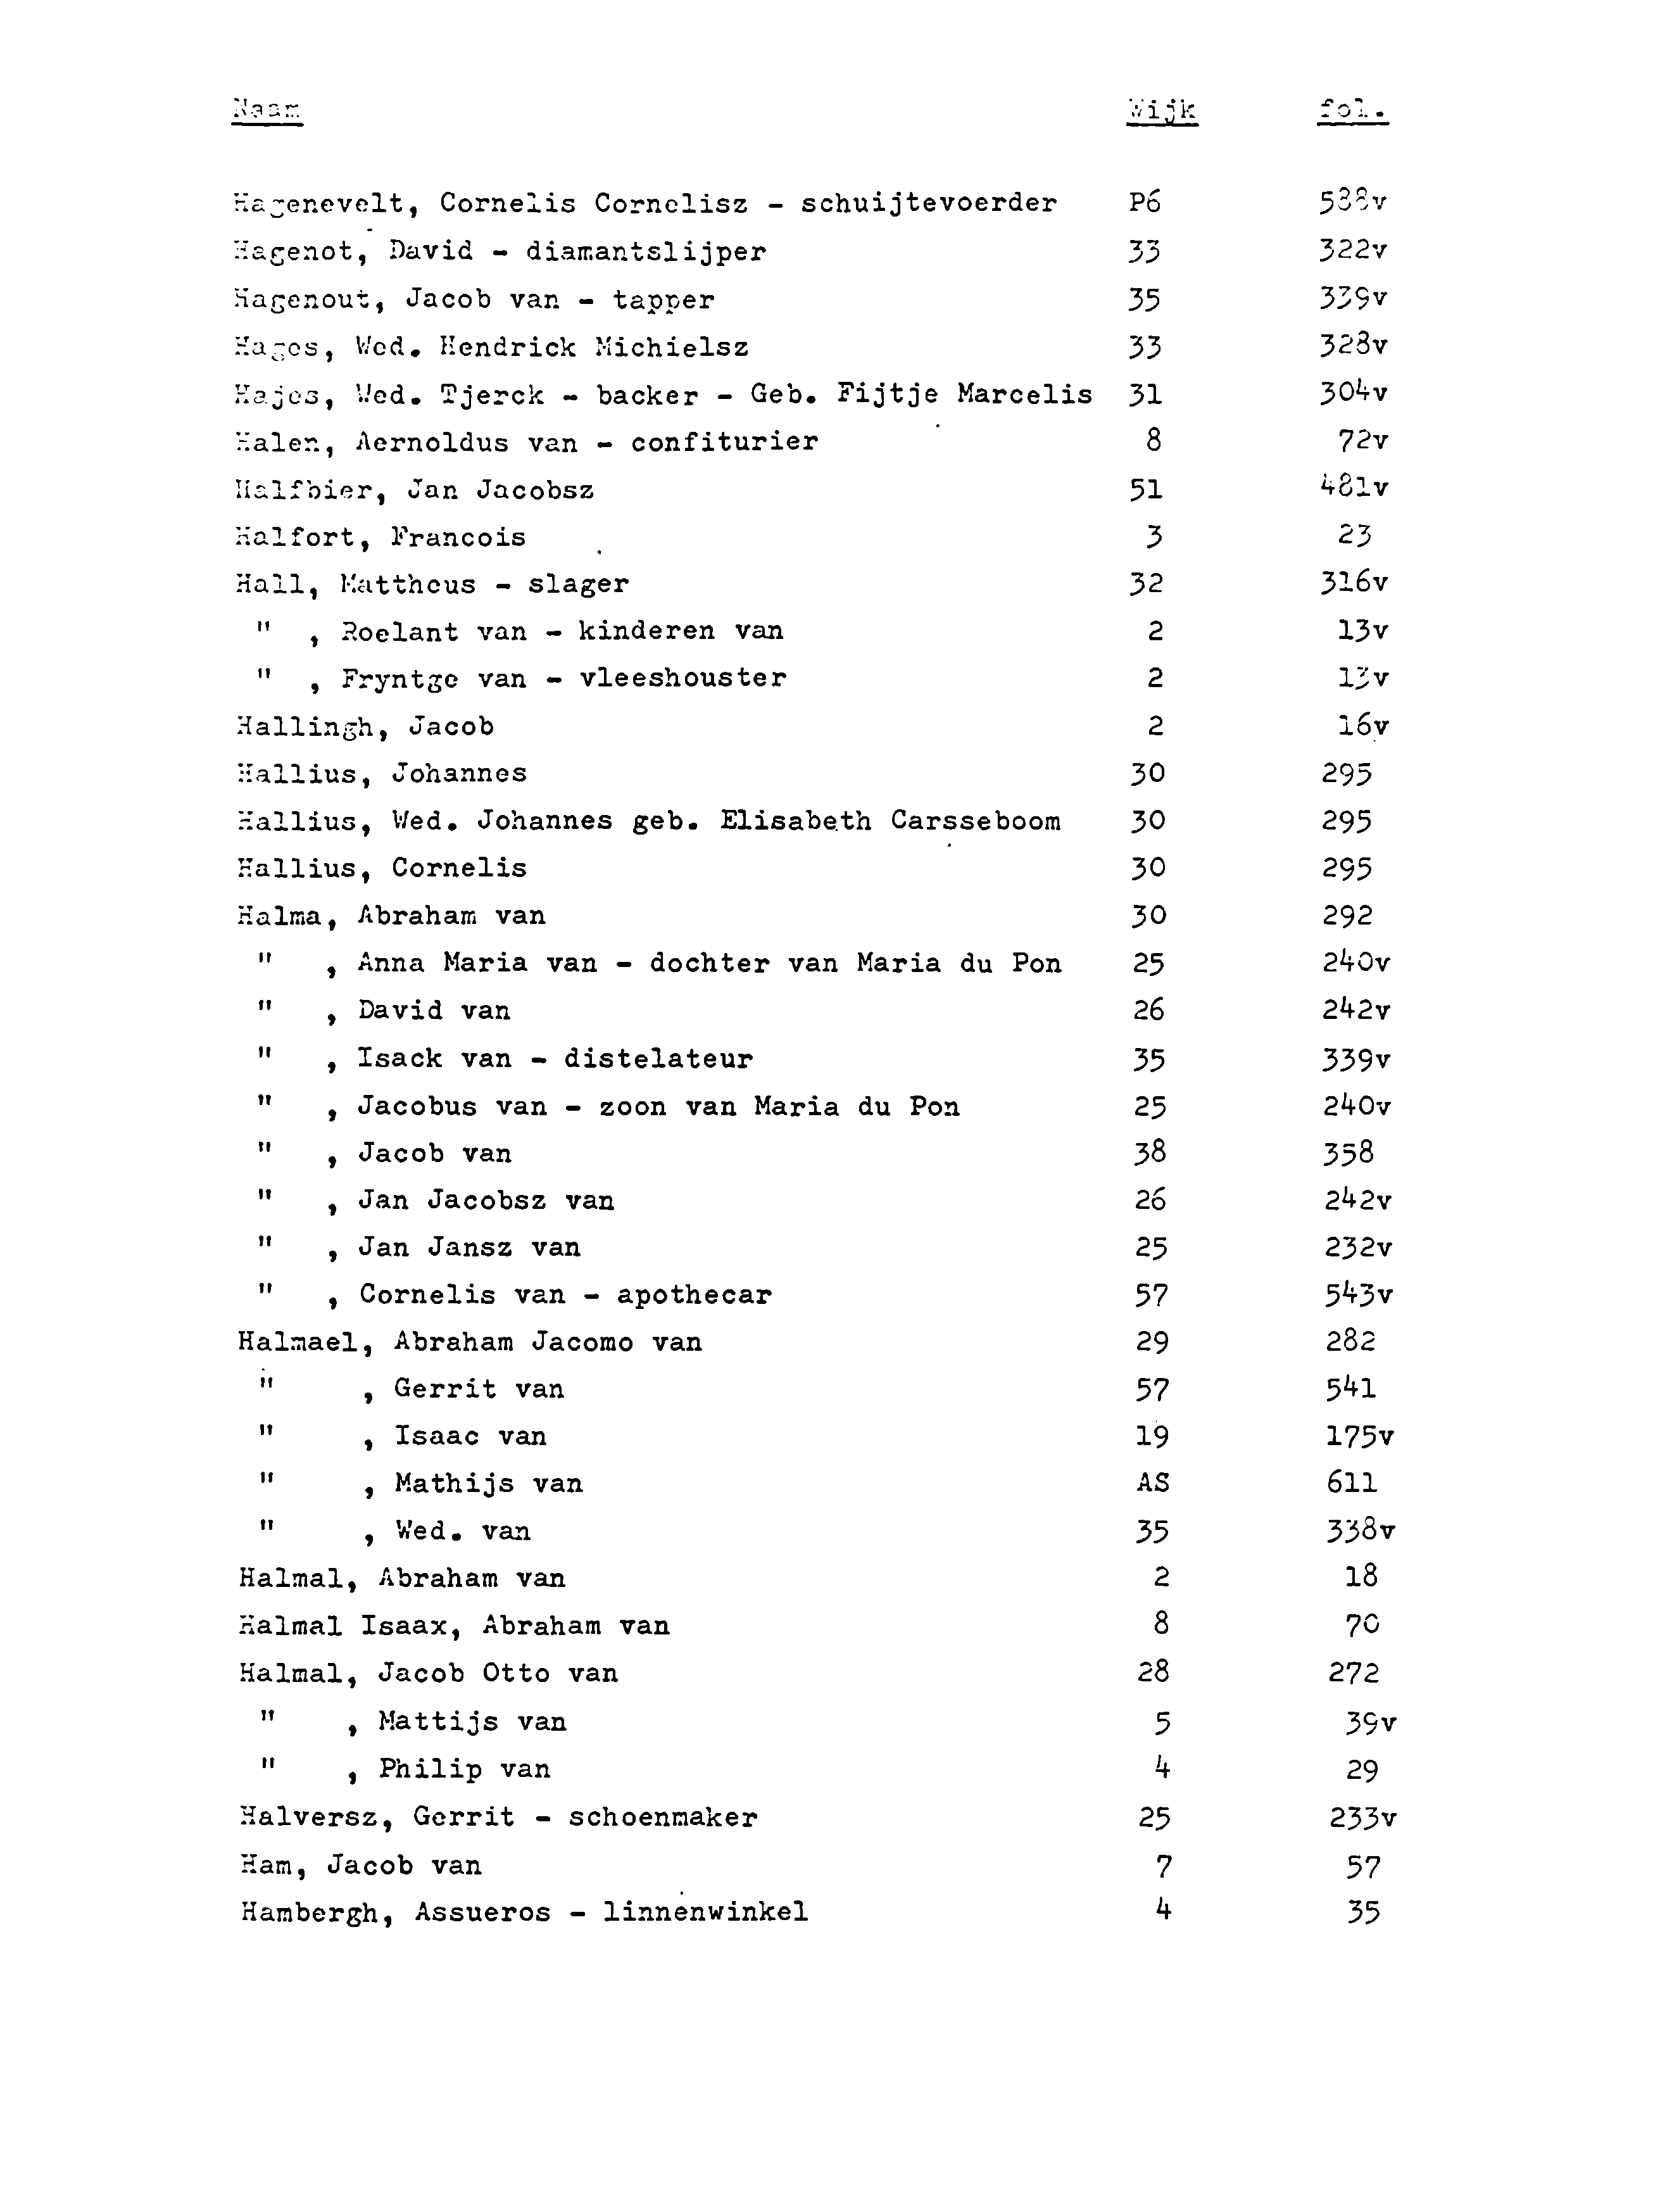 Naam Wijk fol.
Hagenevelt, Cornelis Cornelisz - schuijtevoerder P6 588v
Hagenot, David - diamantslijper 33 322v
Hagenout, Jacob van - tapper 35 339v
Hages, Wed. Hendrick Michielsz 33 328v
Hajes, Wed. Tjerck - backer - Geb. Fijtje Marcelis 31 304v
Halen, Aernoldus van - confiturier 8 72v
Halfbier, Jan Jacobsz 51 481v
Halfort, Francois 3 23
Hall, Mattheus - slager 32 316v
" , Roelant van - kinderen van 2 13v
" , Fryntge van - vleeshouster 2 13v
Hallingh, Jacob 2 16v
Hallius, Johannes 30 295
Hallius, Wed. Johannes geb. Elisabeth Carsseboom 30 295
Hallius, Cornelis 30 295
Halma, Abraham van 30 292
" , Anna Maria van - dochter van Maria du Pon 25 240v
" , David van 26 242v
" , Isack van - distelateur 35 339v
" , Jacobus van - zoon van Maria du Pon 25 240v
" , Jacob van 38 358
" , Jan Jacobsz van 26 242v
" , Jan Jansz van 25 232v
" , Cornelis van - apothecar 57 543v
Halmael, Abraham Jacomo van 29 282
" , Gerrit van 57 541
" , Isaac van 19 175v
" , Mathijs van AS 611
" , Wed. van 35 338v
Halmal, Abraham van 2 18
Halmal Isaax, Abraham van 8 70
Halmal, Jacob Otto van 28 272
" , Mattijs van 5 39v
" , Philip van 4 29
Halversz, Gerrit - schoenmaker 25 233v
Ham, Jacob van 7 57
Hambergh, Assueros - linnenwinkel 4 35